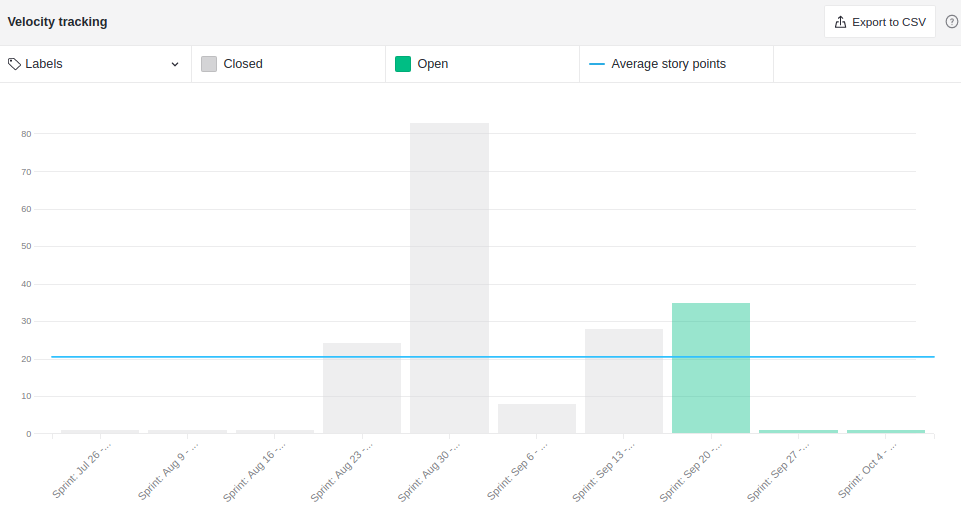 Velocity tracking
Export to CSV
?
Labels
Closed
Open
Average story points
80
70
60
50
40
30
20
10
0
Sprint: Jul 26 -...
Sprint: Aug 9 -...
Sprint: Aug 16 -...
Sprint: Aug 23 -...
Sprint: Aug 30 -...
Sprint: Sep 6 -...
Sprint: Sep 13 -...
Sprint: Sep 20 -...
Sprint: Sep 27 -...
Sprint: Oct 4 - ...